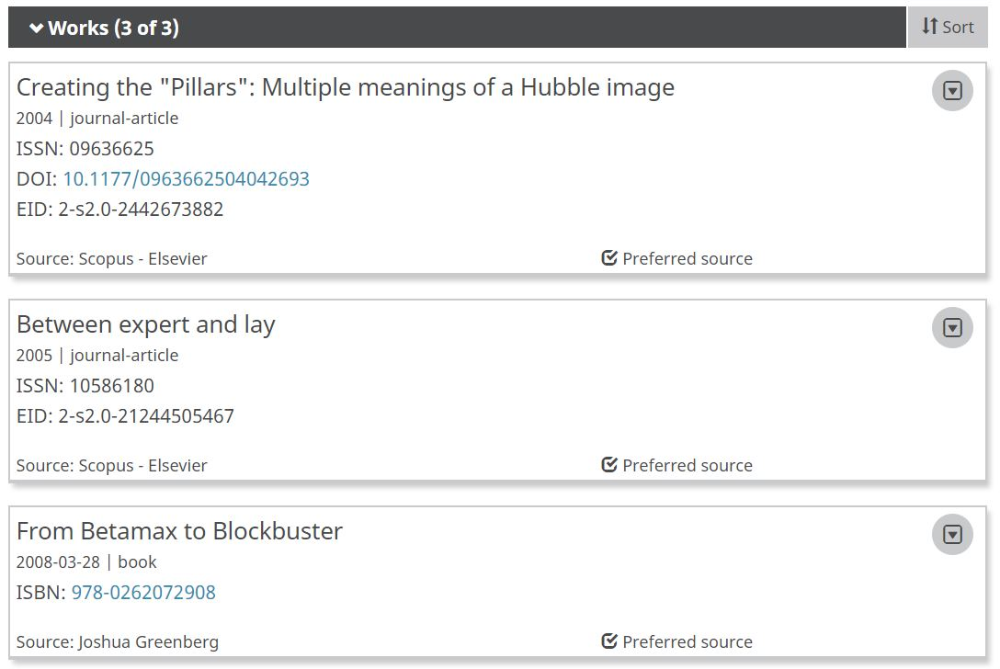 Works (3 of 3)
Sort
Creating the "Pillars": Multiple meanings of a Hubble image
2004 | journal-article
ISSN: 09636625
DOI: 10.1177/0963662504042693
EID: 2-s2.0-2442673882
Source: Scopus - Elsevier
Preferred source
Between expert and lay
2005 | journal-article
ISSN: 10586180
EID: 2-s2.0-21244505467
Source: Scopus - Elsevier
Preferred source
From Betamax to Blockbuster
2008-03-28 | book
ISBN: 978-0262072908
Source: Joshua Greenberg
Preferred source